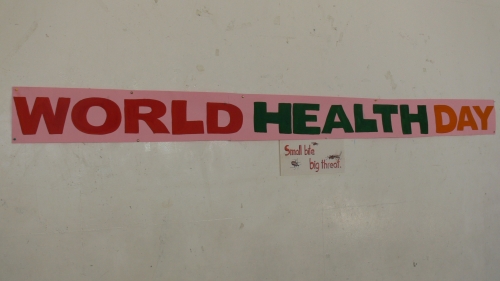 WORLD HEALTH DAY
Small bite
big threat.